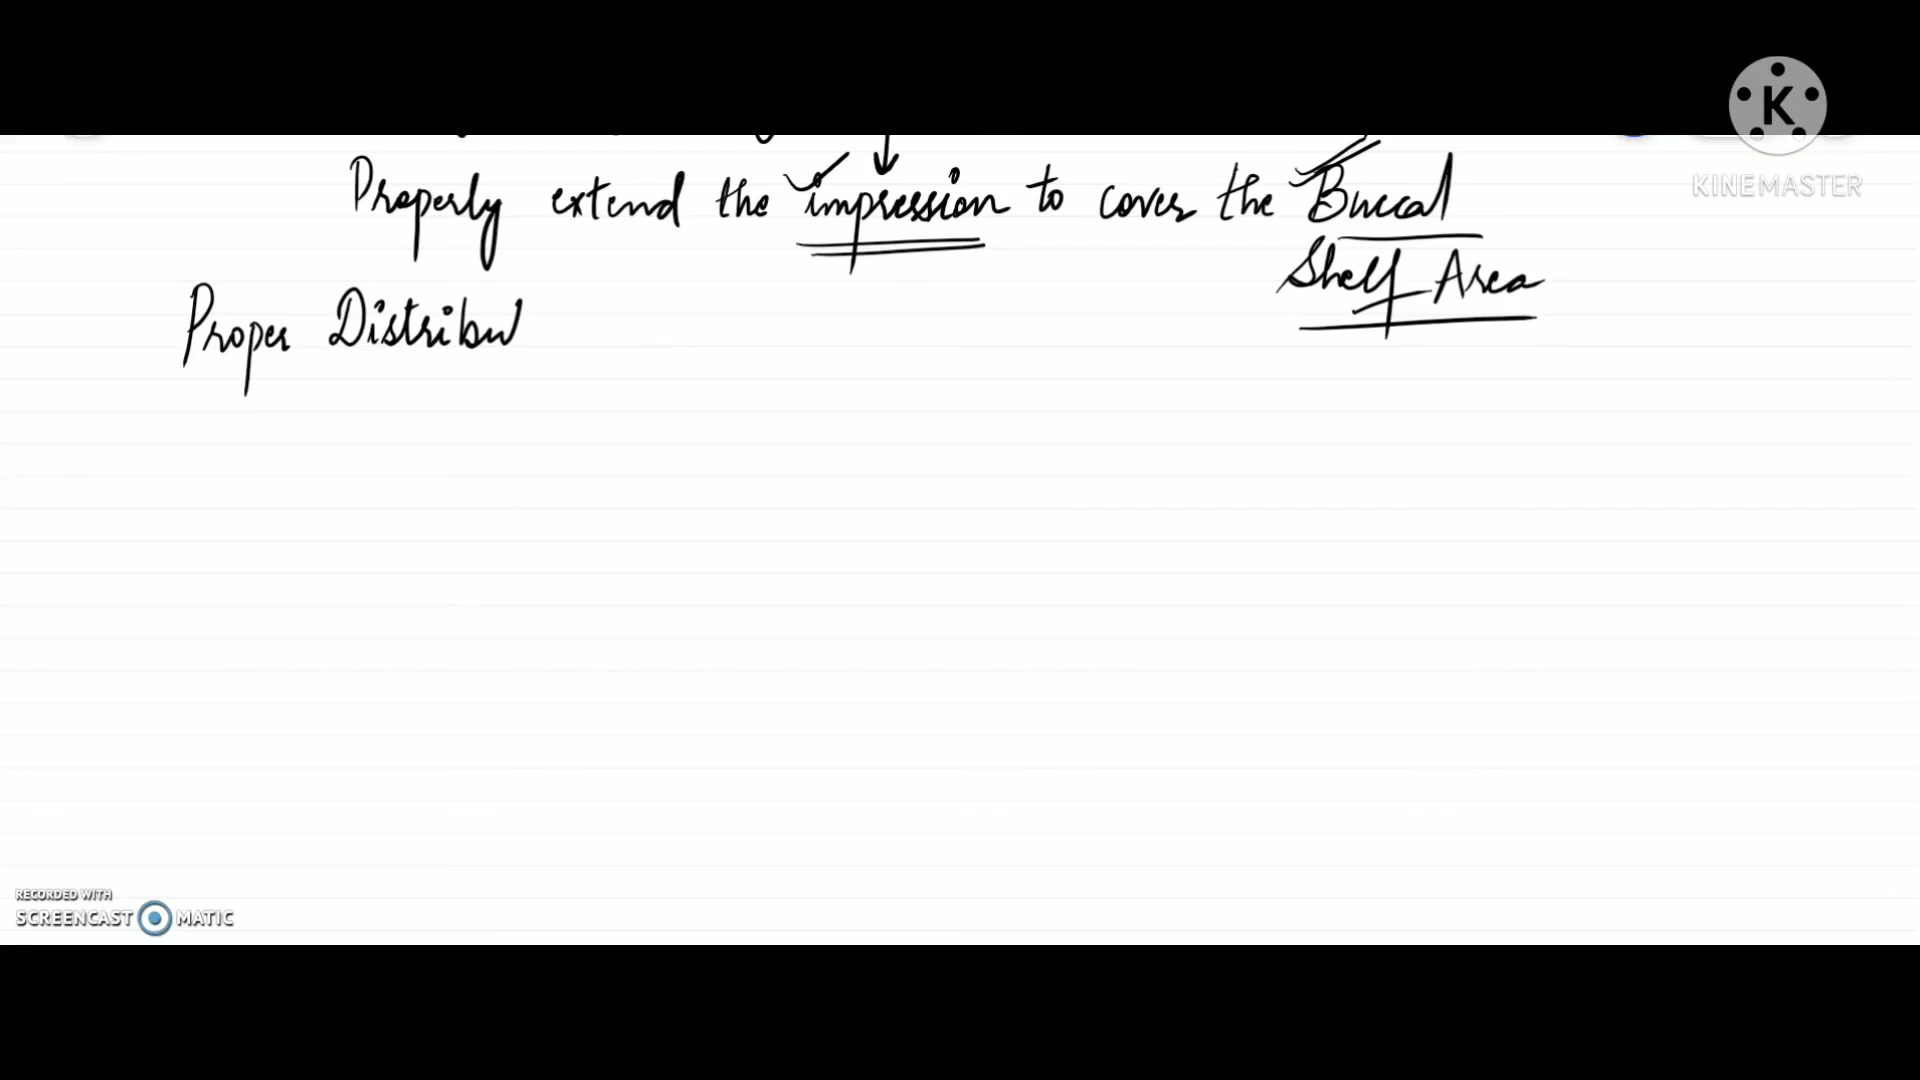 K
KINEMASTER
Properly extend the impression to cover the Buccal
Shelf Area
Proper Distribu
RECORDED WITH
SCREENCAST MATIC